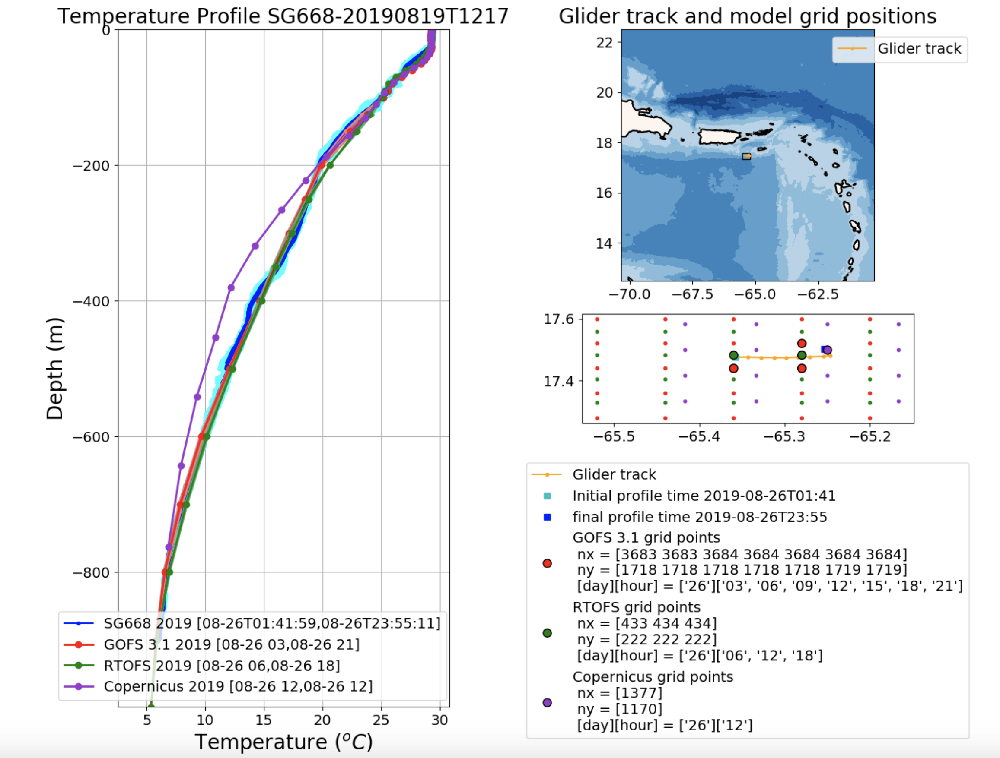 Temperature Profile SG668-20190819T1217
0
−200
−400
−600
−800
Depth (m)
5 10 15 20 25 30
Temperature (°C)
SG668 2019 [08-26T01:41:59,08-26T23:55:11]
GOFS 3.1 2019 [08-26 03,08-26 21]
RTOFS 2019 [08-26 06,08-26 18]
Copernicus 2019 [08-26 12,08-26 12]
Glider track and model grid positions
Glider track
22
20
18
16
14
−70.0 −67.5 −65.0 −62.5
17.6
17.4
−65.5 −65.4 −65.3 −65.2
Glider track
Initial profile time 2019-08-26T01:41
final profile time 2019-08-26T23:55
GOFS 3.1 grid points
nx = [3683 3683 3684 3684 3684 3684 3684]
ny = [1718 1718 1718 1718 1718 1719 1719]
[day][hour] = ['26']['03', '06', '09', '12', '15', '18', '21']
RTOFS grid points
nx = [433 434 434]
ny = [222 222 222]
[day][hour] = ['26']['06', '12', '18']
Copernicus grid points
nx = [1377]
ny = [1170]
[day][hour] = ['26']['12']